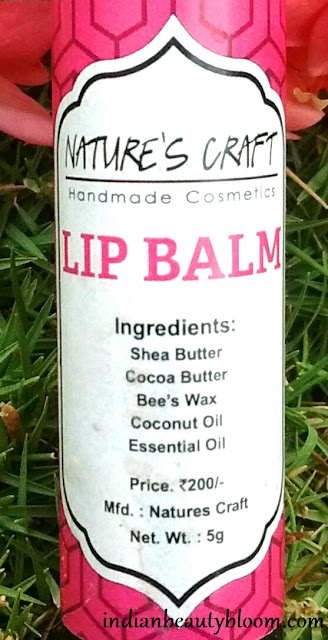 NATURE'S CRAFT
Handmade Cosmetics
LIP BALM
Ingredients:
Shea Butter
Cocoa Butter
Bee's Wax
Coconut Oil
Essential Oil
Price. ₹200/-
Mfd. : Natures Craft
Net. Wt. : 5g
indianbeautybloom.com